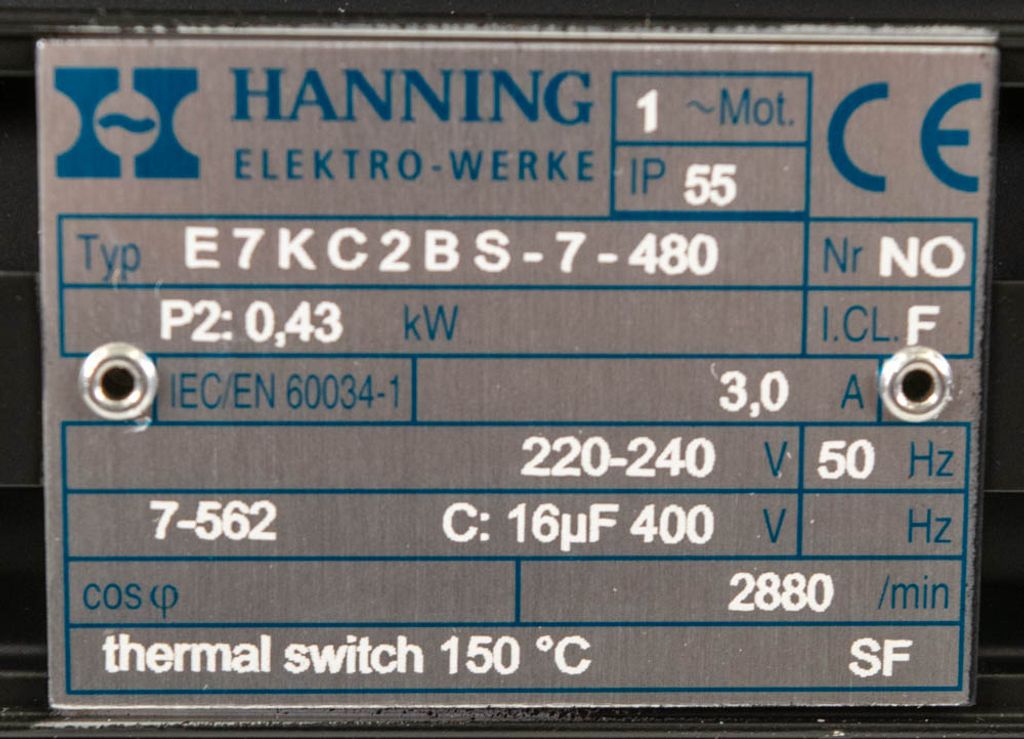 HANNING
ELEKTRO-WERKE
1 ~Mot.
IP 55
CE
Typ E7KC2BS-7-480 Nr NO
P2: 0,43 kW I.CL. F
IEC/EN 60034-1 3,0 A
220-240 V 50 Hz
7-562 C: 16µF 400 V Hz
cos φ 2880 /min
thermal switch 150 °C SF